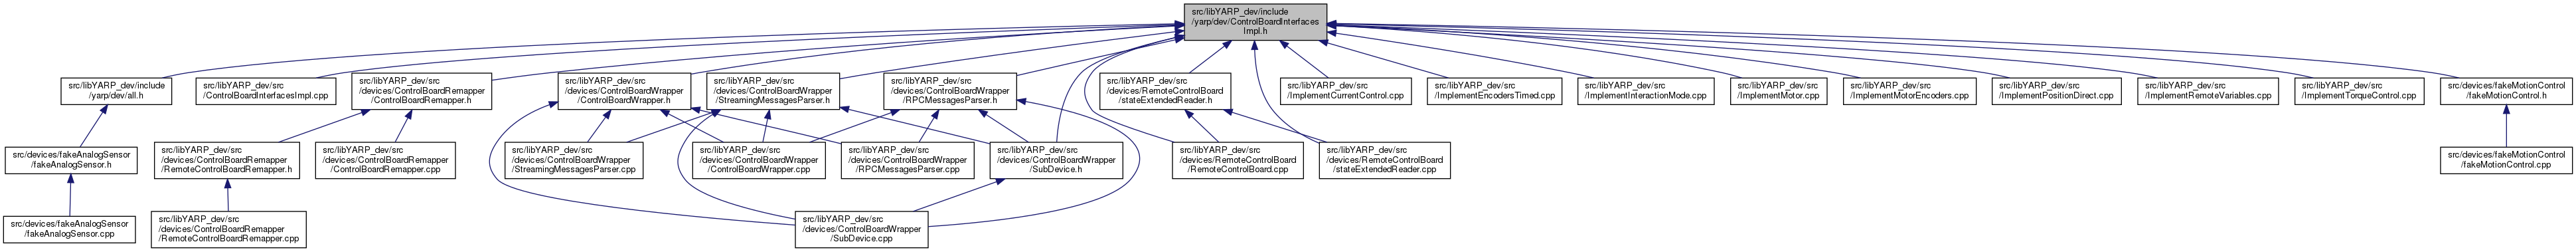 src/libYARP_dev/include
/yarp/dev/ControlBoardInterfaces
Impl.h
src/libYARP_dev/include
/yarp/dev/all.h
src/libYARP_dev/src
/ControlBoardInterfacesImpl.cpp
src/libYARP_dev/src
/devices/ControlBoardRemapper
/ControlBoardRemapper.h
src/libYARP_dev/src
/devices/ControlBoardWrapper
/ControlBoardWrapper.h
src/libYARP_dev/src
/devices/ControlBoardWrapper
/StreamingMessagesParser.h
src/libYARP_dev/src
/devices/ControlBoardWrapper
/RPCMessagesParser.h
src/libYARP_dev/src
/devices/RemoteControlBoard
/stateExtendedReader.h
src/libYARP_dev/src
/ImplementCurrentControl.cpp
src/libYARP_dev/src
/ImplementEncodersTimed.cpp
src/libYARP_dev/src
/ImplementInteractionMode.cpp
src/libYARP_dev/src
/ImplementMotor.cpp
src/libYARP_dev/src
/ImplementMotorEncoders.cpp
src/libYARP_dev/src
/ImplementPositionDirect.cpp
src/libYARP_dev/src
/ImplementRemoteVariables.cpp
src/libYARP_dev/src
/ImplementTorqueControl.cpp
src/devices/fakeMotionControl
/fakeMotionControl.h
src/devices/fakeAnalogSensor
/fakeAnalogSensor.h
src/libYARP_dev/src
/devices/ControlBoardRemapper
/RemoteControlBoardRemapper.h
src/libYARP_dev/src
/devices/ControlBoardRemapper
/ControlBoardRemapper.cpp
src/libYARP_dev/src
/devices/ControlBoardWrapper
/StreamingMessagesParser.cpp
src/libYARP_dev/src
/devices/ControlBoardWrapper
/ControlBoardWrapper.cpp
src/libYARP_dev/src
/devices/ControlBoardWrapper
/RPCMessagesParser.cpp
src/libYARP_dev/src
/devices/ControlBoardWrapper
/SubDevice.h
src/libYARP_dev/src
/devices/RemoteControlBoard
/RemoteControlBoard.cpp
src/libYARP_dev/src
/devices/RemoteControlBoard
/stateExtendedReader.cpp
src/devices/fakeMotionControl
/fakeMotionControl.cpp
src/devices/fakeAnalogSensor
/fakeAnalogSensor.cpp
src/libYARP_dev/src
/devices/ControlBoardRemapper
/RemoteControlBoardRemapper.cpp
src/libYARP_dev/src
/devices/ControlBoardWrapper
/SubDevice.cpp